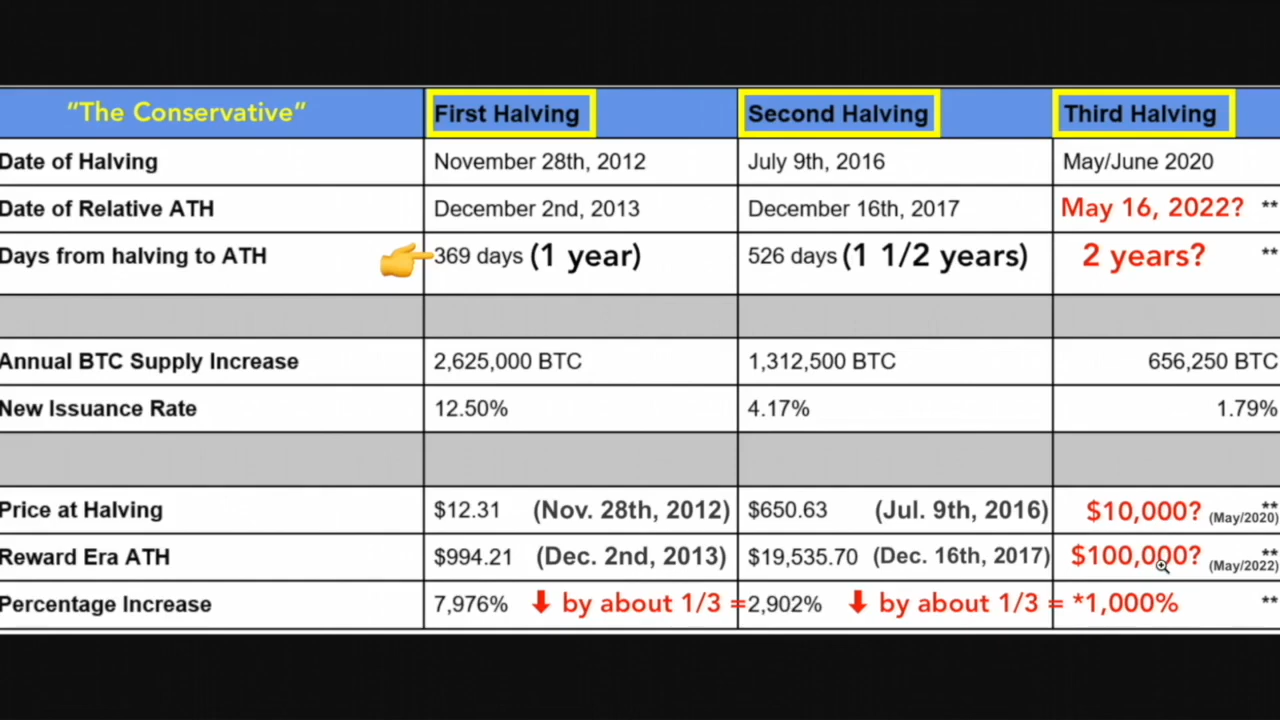 “The Conservative” First Halving Second Halving Third Halving
Date of Halving November 28th, 2012 July 9th, 2016 May/June 2020
Date of Relative ATH December 2nd, 2013 December 16th, 2017 May 16, 2022? **
Days from halving to ATH 369 days (1 year) 526 days (1 1/2 years) 2 years? **
Annual BTC Supply Increase 2,625,000 BTC 1,312,500 BTC 656,250 BTC
New Issuance Rate 12.50% 4.17% 1.79%
Price at Halving $12.31 (Nov. 28th, 2012) $650.63 (Jul. 9th, 2016) $10,000? ** (May/2020)
Reward Era ATH $994.21 (Dec. 2nd, 2013) $19,535.70 (Dec. 16th, 2017) $100,000? ** (May/2022)
Percentage Increase 7,976% ⬇ by about 1/3 = 2,902% ⬇ by about 1/3 = *1,000% **